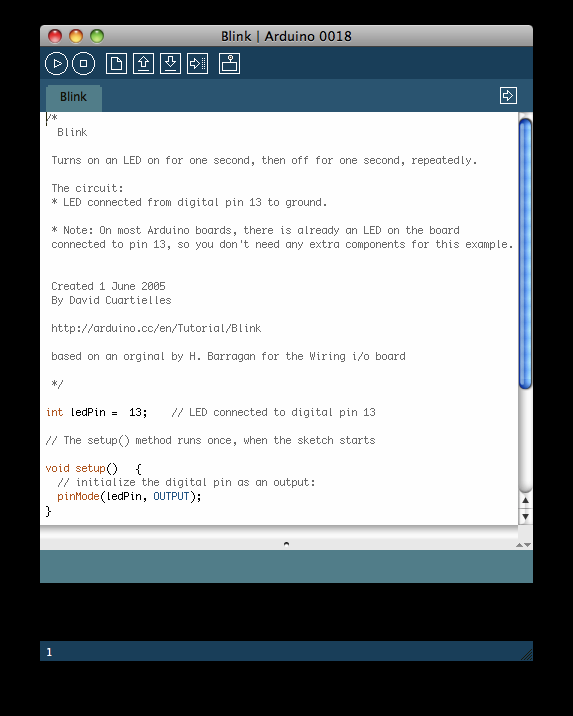 Blink | Arduino 0018
Blink
/*
Blink
Turns on an LED on for one second, then off for one second, repeatedly.
The circuit:
* LED connected from digital pin 13 to ground.
* Note: On most Arduino boards, there is already an LED on the board
connected to pin 13, so you don't need any extra components for this example.
Created 1 June 2005
By David Cuartielles
http://arduino.cc/en/Tutorial/Blink
based on an orginal by H. Barragan for the Wiring i/o board
*/
int ledPin =  13;    // LED connected to digital pin 13
// The setup() method runs once, when the sketch starts
void setup()   {
// initialize the digital pin as an output:
pinMode(ledPin, OUTPUT);
}
1